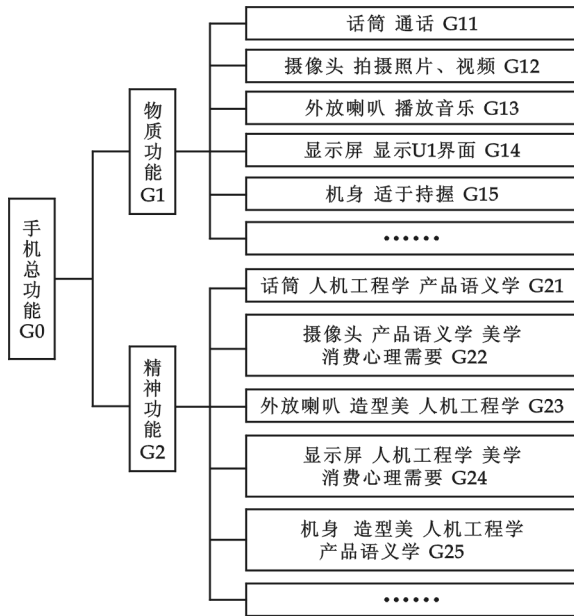 手机总功能
G0
物质功能
G1
话筒 通话 G11
摄像头 拍摄照片、视频 G12
外放喇叭 播放音乐 G13
显示屏 显示U1界面 G14
机身 适于持握 G15
……
精神功能
G2
话筒 人机工程学 产品语义学 G21
摄像头 产品语义学 美学
消费心理需要 G22
外放喇叭 造型美 人机工程学 G23
显示屏 人机工程学 美学
消费心理需要 G24
机身 造型美 人机工程学
产品语义学 G25
……